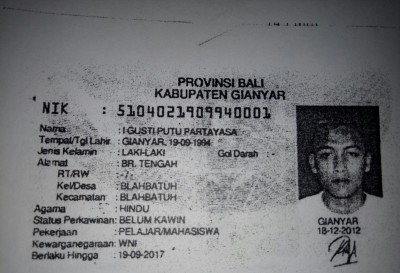 PROVINSI BALI
KABUPATEN GIANYAR
NIK : 5104021909940001
Nama : I GUSTI PUTU PARTAYASA
Tempat/Tgl Lahir : GIANYAR, 19-09-1994
Jenis Kelamin : LAKI-LAKI Gol Darah : -
Alamat : BR. TENGAH
RT/RW : -/-
Kel/Desa : BLAHBATUH
Kecamatan : BLAHBATUH
Agama : HINDU
Status Perkawinan: BELUM KAWIN
Pekerjaan : PELAJAR/MAHASISWA
Kewarganegaraan: WNI
Berlaku Hingga : 19-09-2017
GIANYAR
18-12-2012